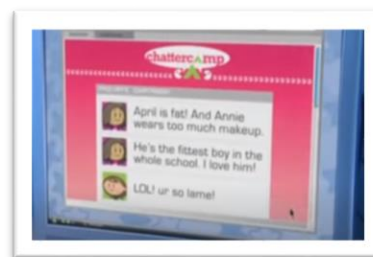 chattercamp
April is fat! And Annie
wears too much makeup.
He's the fittest boy in the
whole school. I love him!
LOL! ur so lame!